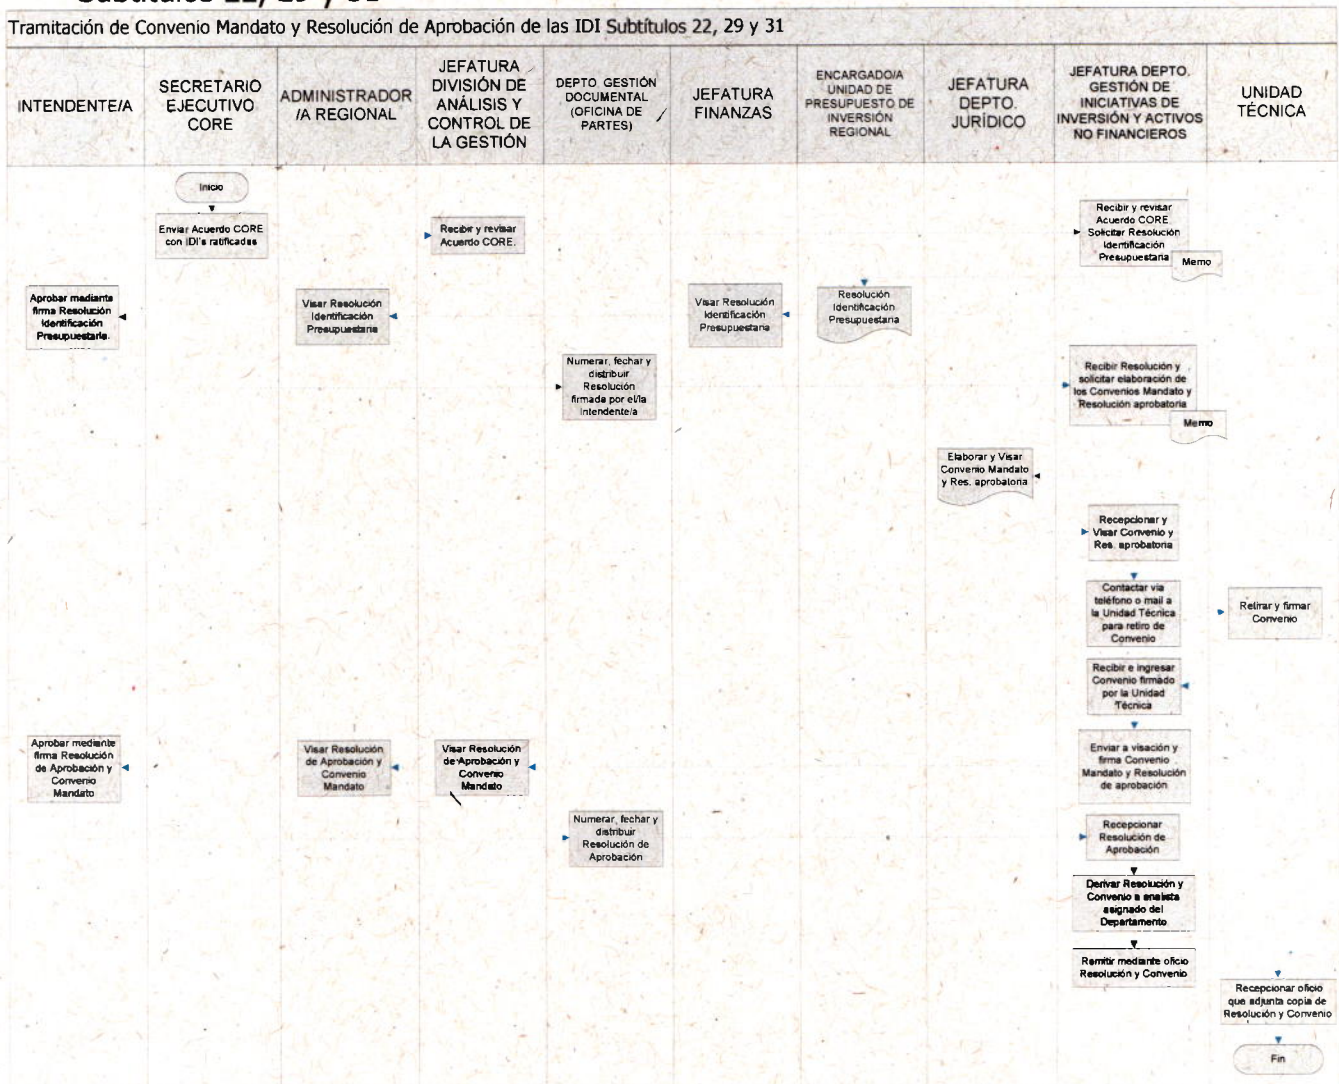 Subtítulos 22, 29 y 31
Tramitación de Convenio Mandato y Resolución de Aprobación de las IDI Subtítulos 22, 29 y 31
INTENDENTE/A
SECRETARIO
EJECUTIVO
CORE
ADMINISTRADOR
/A REGIONAL
JEFATURA
DIVISIÓN DE
ANÁLISIS Y
CONTROL DE
LA GESTIÓN
DEPTO GESTIÓN
DOCUMENTAL
(OFICINA DE
PARTES)
JEFATURA
FINANZAS
ENCARGADO/A
UNIDAD DE
PRESUPUESTO DE
INVERSIÓN
REGIONAL
JEFATURA
DEPTO.
JURÍDICO
JEFATURA DEPTO.
GESTIÓN DE
INICIATIVAS DE
INVERSIÓN Y ACTIVOS
NO FINANCIEROS
UNIDAD
TÉCNICA
Inicio
Enviar Acuerdo CORE
con IDI's ratificadas
Recibir y revisar
Acuerdo CORE.
Recibir y revisar
Acuerdo CORE.
Solicitar Resolución
Identificación
Presupuestaria
Memo
Aprobar mediante
firma Resolución
Identificación
Presupuestaria.
Visar Resolución
Identificación
Presupuestaria
Visar Resolución
Identificación
Presupuestaria
Resolución
Identificación
Presupuestaria
Numerar, fechar y
distribuir
Resolución
firmada por el/la
Intendente/a
Recibir Resolución y
solicitar elaboración de
los Convenios Mandato y
Resolución aprobatoria
Memo
Elaborar y Visar
Convenio Mandato
y Res. aprobatoria
Recepcionar y
Visar Convenio y
Res. aprobatoria
Contactar vía
teléfono o mail a
la Unidad Técnica
para retiro de
Convenio
Retirar y firmar
Convenio
Recibir e ingresar
Convenio firmado
por la Unidad
Técnica
Aprobar mediante
firma Resolución
de Aprobación y
Convenio
Mandato
Visar Resolución
de Aprobación y
Convenio
Mandato
Visar Resolución
de Aprobación y
Convenio
Mandato
Enviar a visación y
firma Convenio
Mandato y Resolución
de aprobación
Numerar, fechar y
distribuir
Resolución de
Aprobación
Recepcionar
Resolución de
Aprobación
Derivar Resolución y
Convenio a analista
asignado del
Departamento
Remitir mediante oficio
Resolución y Convenio
Recepcionar oficio
que adjunta copia de
Resolución y Convenio
Fin